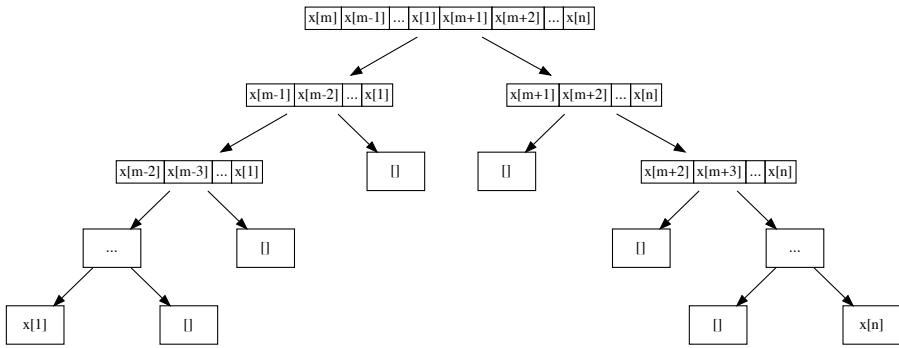 x[m] x[m-1] ... x[1] x[m+1] x[m+2] ... x[n]
x[m-1] x[m-2] ... x[1] x[m+1] x[m+2] ... x[n]
x[m-2] x[m-3] ... x[1] [] [] x[m+2] x[m+3] ... x[n]
... [] [] ...
x[1] [] [] x[n]